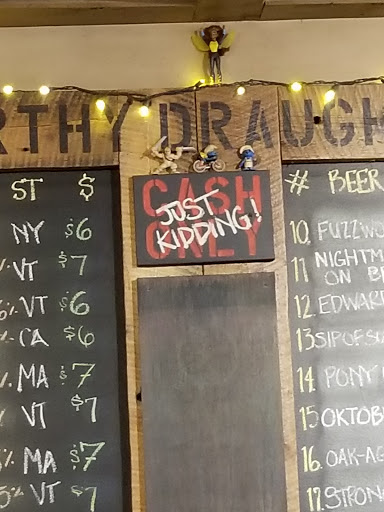 RTHY DRAUGH
ST $
NY $6
% VT $7
% VT $6
% CA $6
% MA $7
% VT $7
% MA $7
5% VT $7
CASH
ONLY
JUST
KIDDING!
# BEER
10. FUZZWO
11 NIGHTM
ON B
12. EDWARD
13 SIP OF S
14 PONY
15 OKTOB
16. OAK-AG
17. STRON